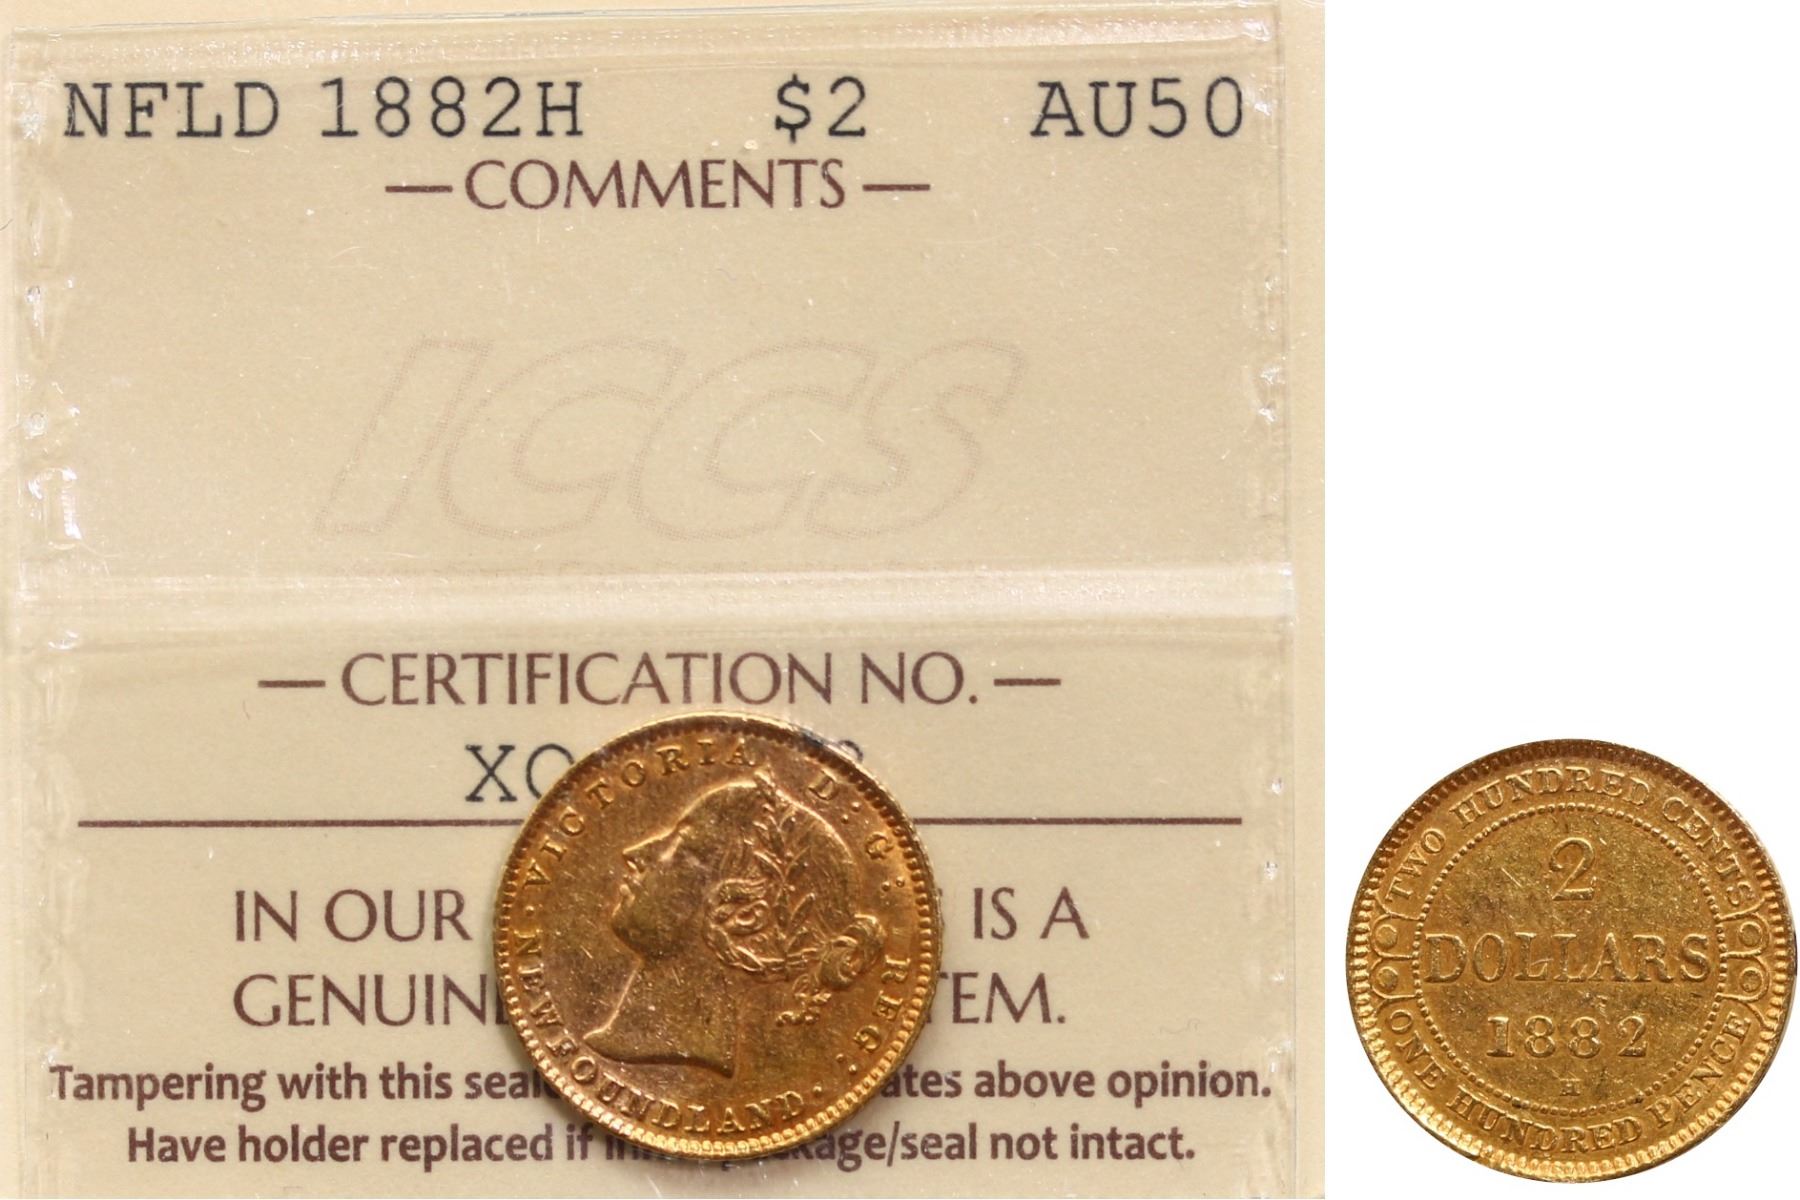 NFLD 1882H $2 AU50
— COMMENTS —
ICCS
— CERTIFICATION NO. —
IN OUR IS A
GENUIN TEM.
Tampering with this seal ates above opinion.
Have holder replaced if age/seal not intact.
VICTORIA D: G: REG:
NEWFOUNDLAND
TWO HUNDRED CENTS
2
DOLLARS
1882
H
ONE HUNDRED PENCE